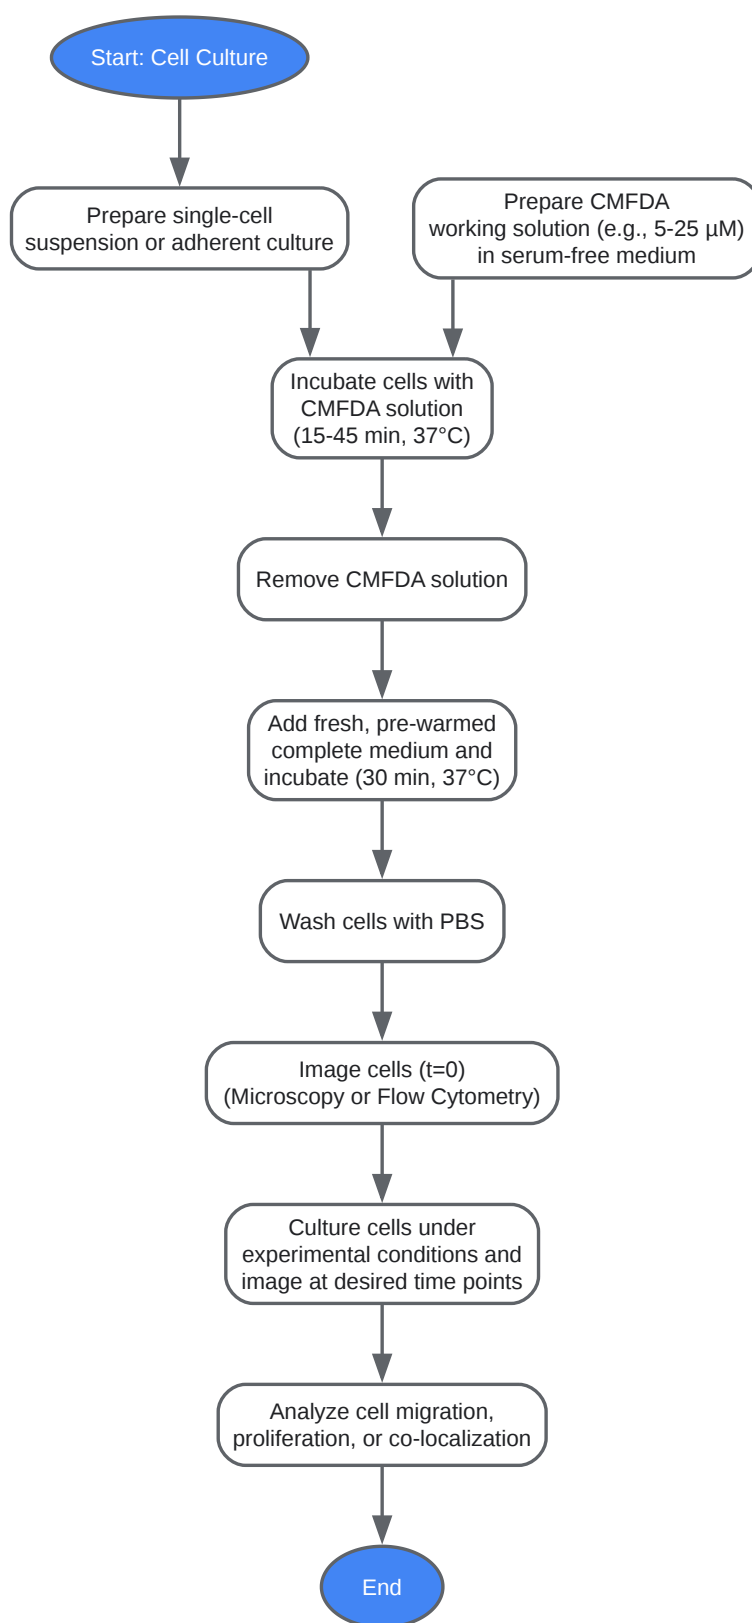 Start: Cell Culture
Prepare single-cell
suspension or adherent culture
Prepare CMFDA
working solution (e.g., 5-25 µM)
in serum-free medium
Incubate cells with
CMFDA solution
(15-45 min, 37°C)
Remove CMFDA solution
Add fresh, pre-warmed
complete medium and
incubate (30 min, 37°C)
Wash cells with PBS
Image cells (t=0)
(Microscopy or Flow Cytometry)
Culture cells under
experimental conditions and
image at desired time points
Analyze cell migration,
proliferation, or co-localization
End